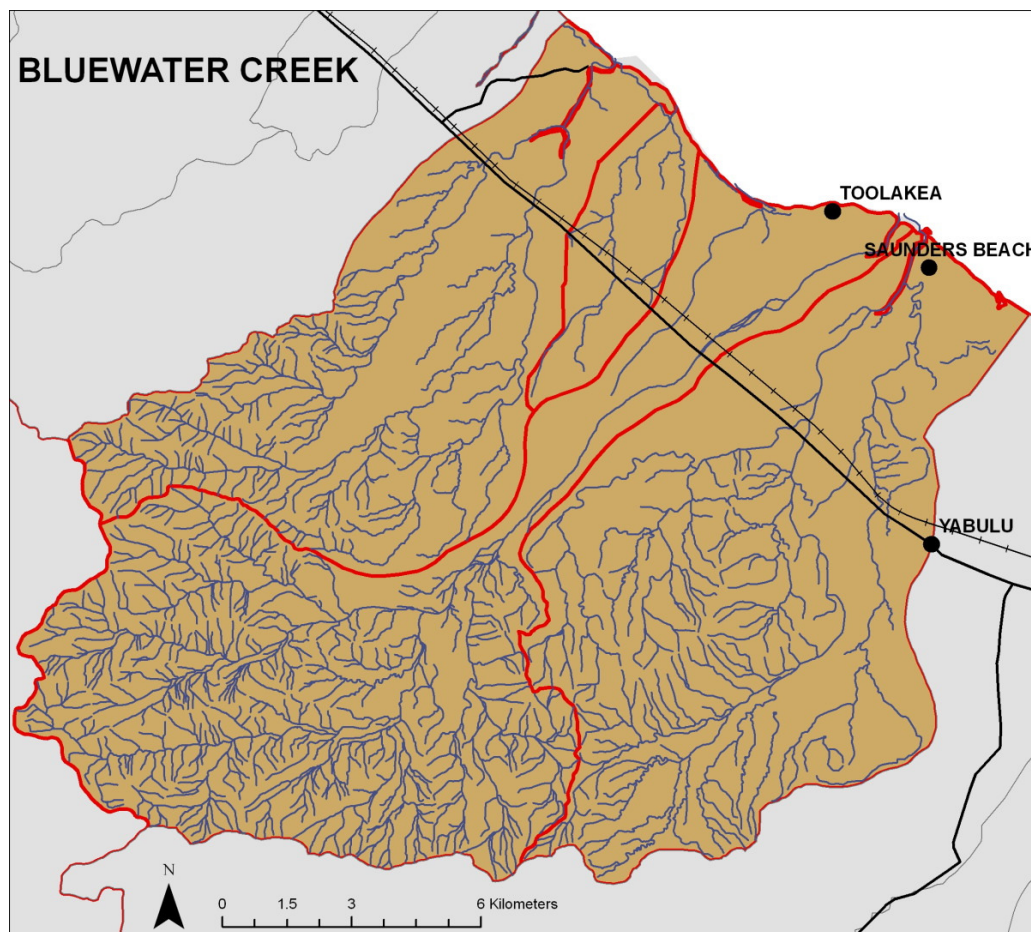 BLUEWATER CREEK
TOOLAKEA
SAUNDERS BEACH
YABULU
N
0 1.5 3 6 Kilometers